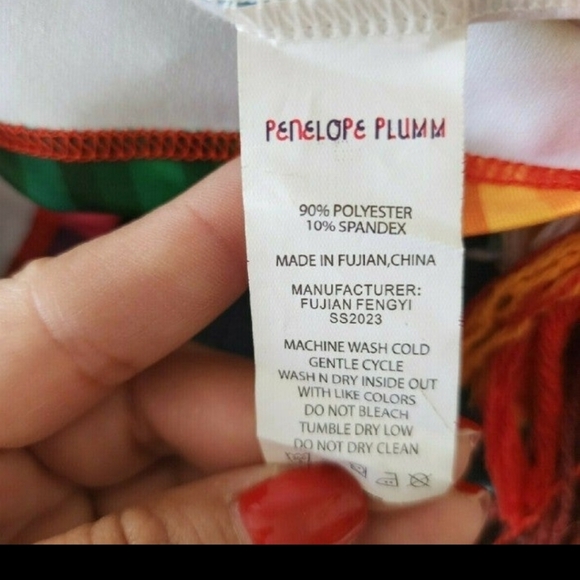 PENELOPE PLUMM
90% POLYESTER
10% SPANDEX
MADE IN FUJIAN,CHINA
MANUFACTURER:
FUJIAN FENGYI
SS2023
MACHINE WASH COLD
GENTLE CYCLE
WASH N DRY INSIDE OUT
WITH LIKE COLORS
DO NOT BLEACH
TUMBLE DRY LOW
DO NOT DRY CLEAN